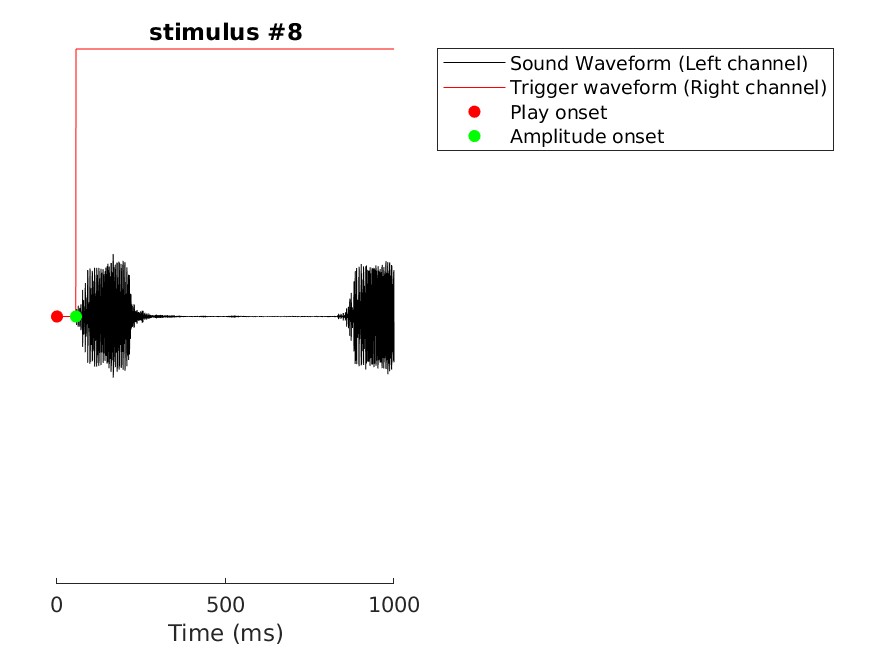 stimulus #8
Sound Waveform (Left channel)
Trigger waveform (Right channel)
Play onset
Amplitude onset
0 500 1000
Time (ms)